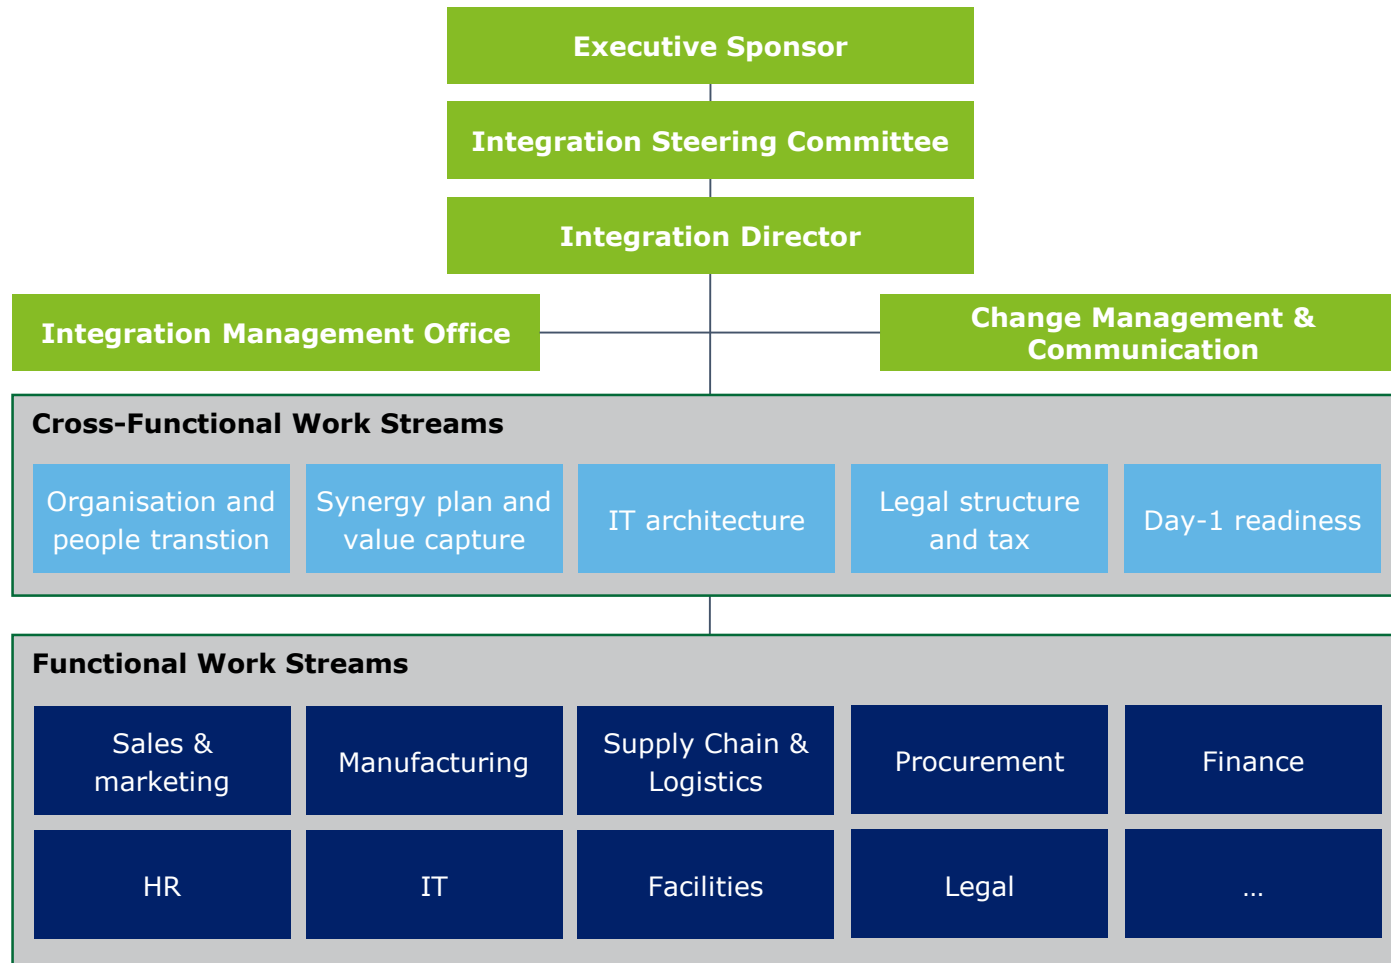 Executive Sponsor
Integration Steering Committee
Integration Director
Integration Management Office
Change Management &
Communication
Cross-Functional Work Streams
Organisation and
people transtion
Synergy plan and
value capture
IT architecture
Legal structure
and tax
Day-1 readiness
Functional Work Streams
Sales &
marketing
Manufacturing
Supply Chain &
Logistics
Procurement
Finance
HR
IT
Facilities
Legal
…